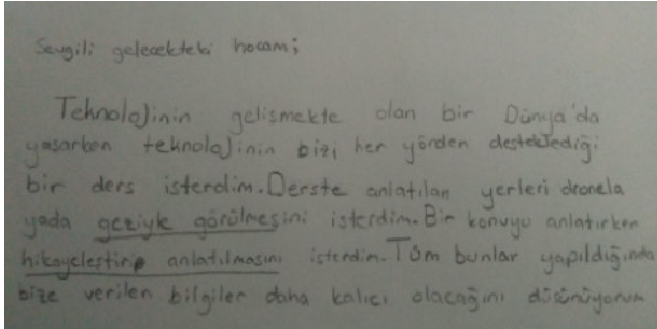 Sevgili gelecekteki hocam;
Teknolojinin gelişmekte olan bir Dünya'da
yaşarken teknolojinin bizi her yönden desteklediği
bir ders isterdim. Derste anlatılan yerleri dronela
yada geziyle görülmesini isterdim. Bir konuyu anlatırken
hikayeleştirip anlatılmasını isterdim. Tüm bunlar yapıldığında
bize verilen bilgiler daha kalıcı olacağını düşünüyorum